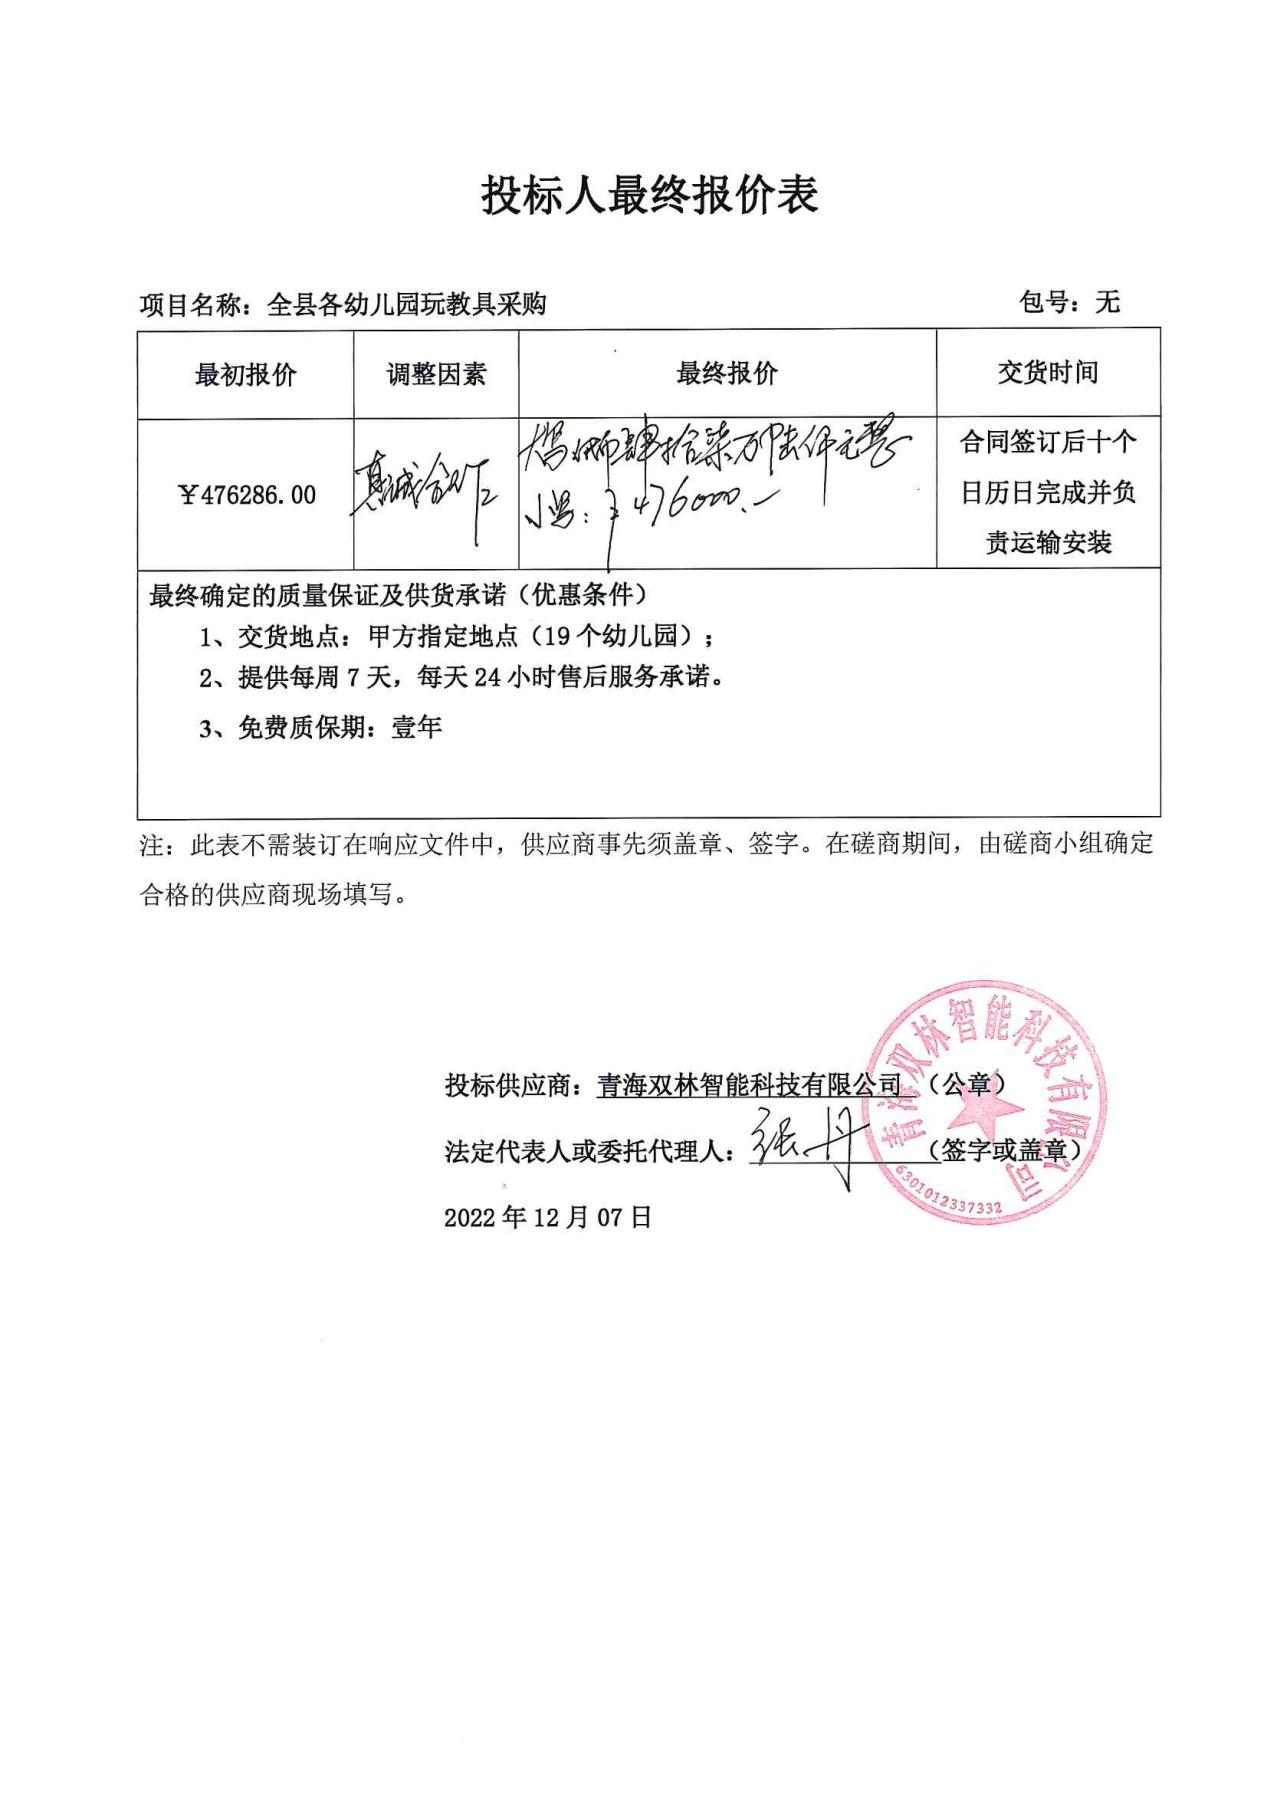 投标人最终报价表
项目名称：全县各幼儿园玩教具采购 包号：无
最初报价 调整因素 最终报价 交货时间
￥476286.00
真诚合作
大写：人民币肆拾柒万陆仟元整
小写：￥476000.—
合同签订后十个
日历日完成并负
责运输安装
最终确定的质量保证及供货承诺（优惠条件）
1、交货地点：甲方指定地点（19个幼儿园）；
2、提供每周7天，每天24小时售后服务承诺。
3、免费质保期：壹年
注：此表不需装订在响应文件中，供应商事先须盖章、签字。在磋商期间，由磋商小组确定
合格的供应商现场填写。
投标供应商：青海双林智能科技有限公司（公章）
法定代表人或委托代理人：张丹（签字或盖章）
2022年12月07日
青海双林智能科技有限公司
6301012337332